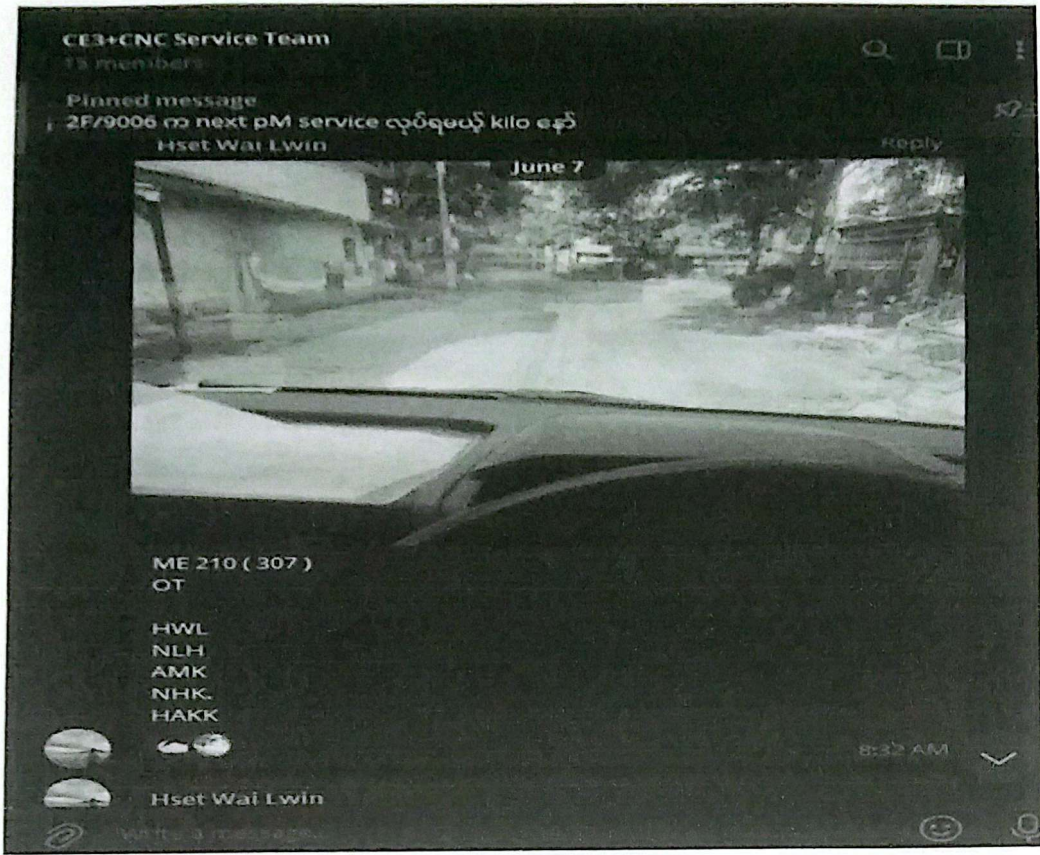 CE3+CNC Service Team
15 members
Pinned message
2F/9006 က next pM service လုပ်ရမယ့် kilo နော်
Hset Wai Lwin
Reply
June 7
ME 210 ( 307 )
OT
HWL
NLH
AMK
NHK.
HAKK
8:32 AM
Hset Wai Lwin
Write a message...